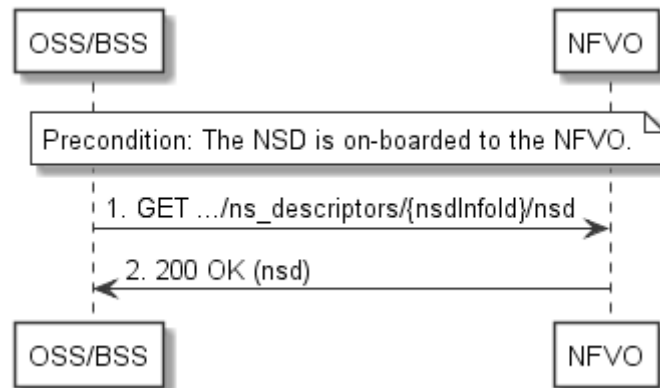 OSS/BSS NFVO
Precondition: The NSD is on-boarded to the NFVO.
1. GET .../ns_descriptors/{nsdInfoId}/nsd
2. 200 OK (nsd)
OSS/BSS NFVO